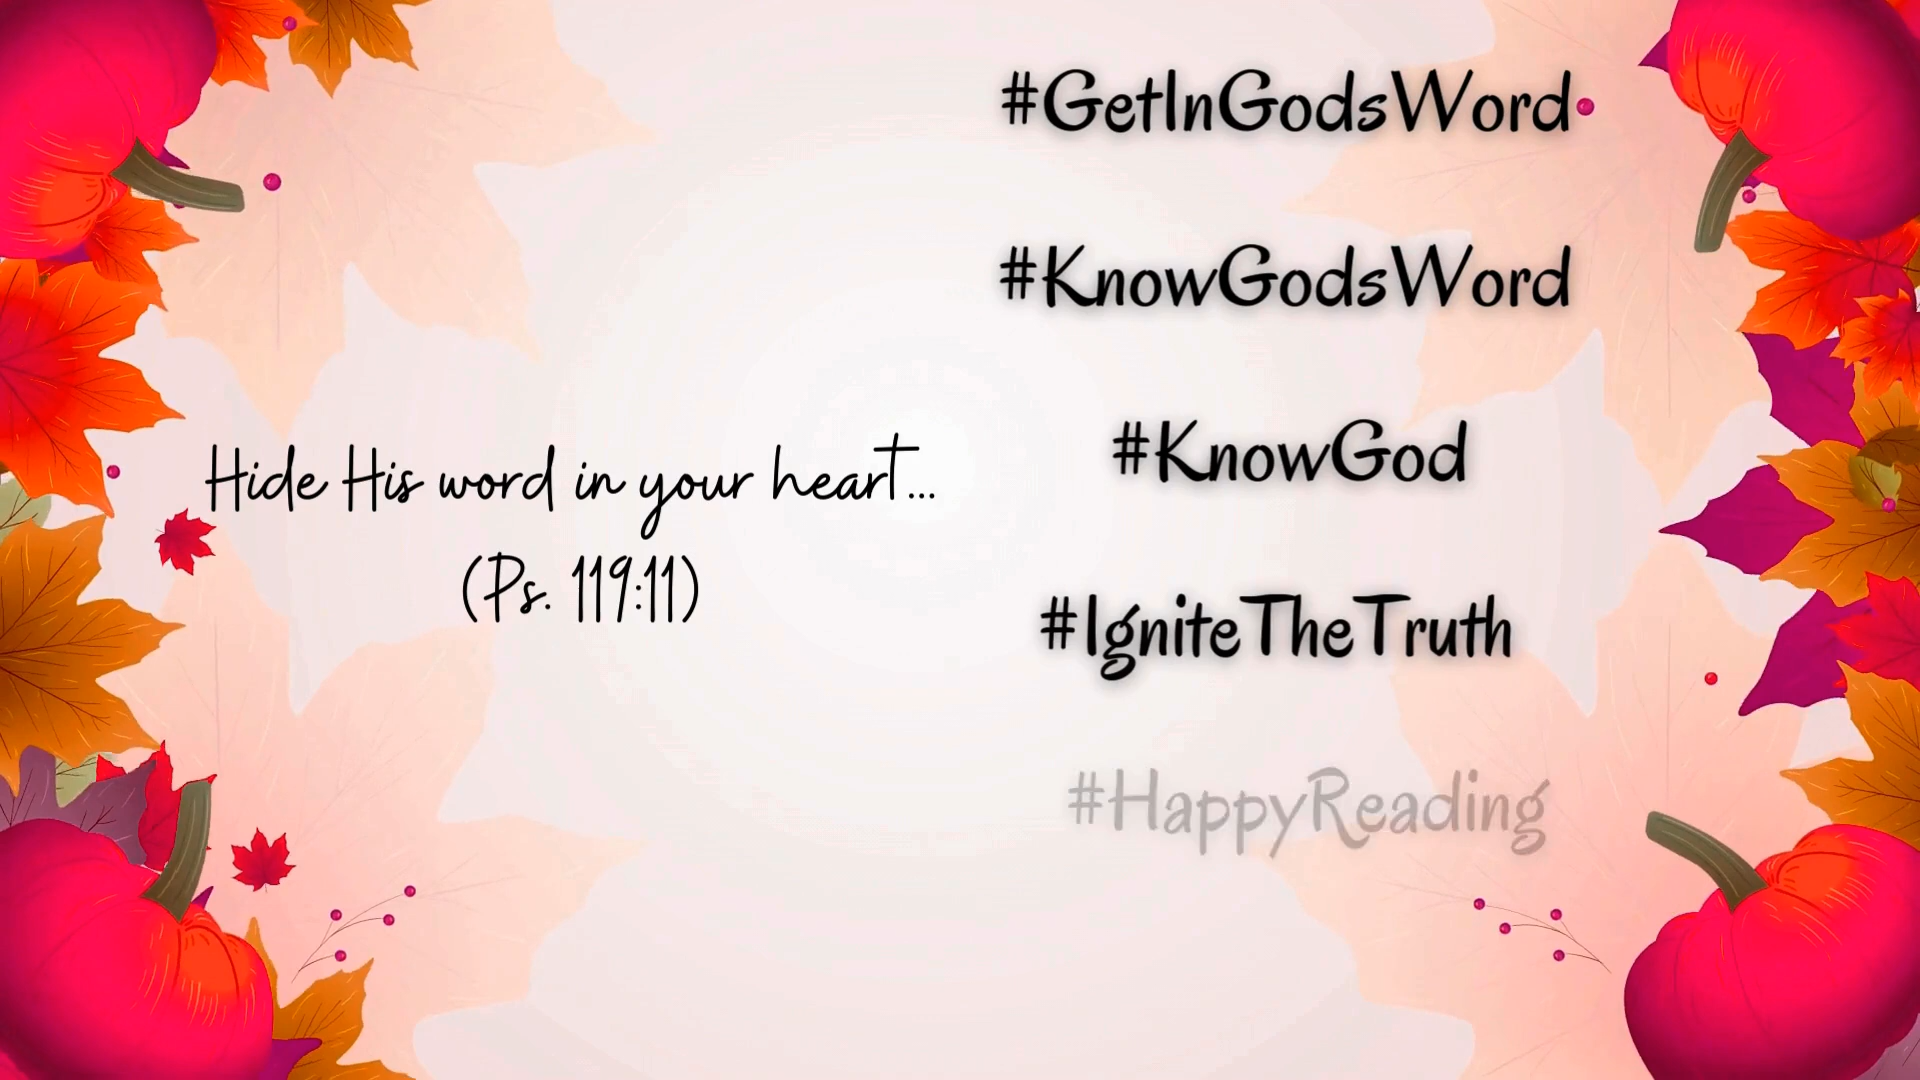 Hide His word in your heart...
(Ps. 119:11)
#GetInGodsWord
#KnowGodsWord
#KnowGod
#IgniteTheTruth
#HappyReading